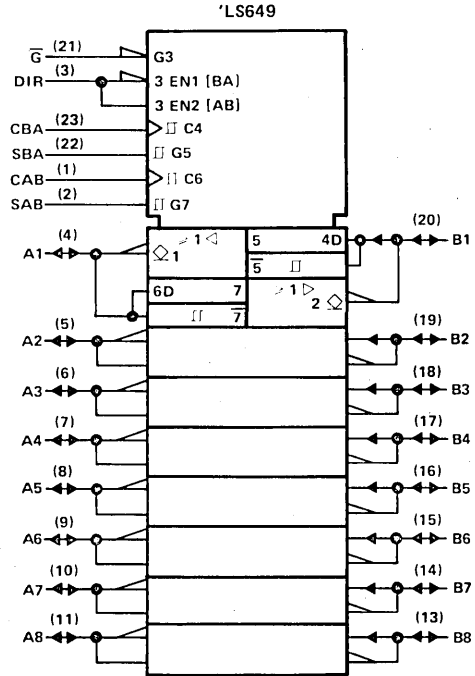 'LS649
G̅ (21) G3
DIR (3) 3 EN1 [BA]
3 EN2 [AB]
CBA (23) C4
SBA (22) G5
CAB (1) C6
SAB (2) G7
A1 (4) ◇ 1 ≥ 1 ◁ 5 4D (20) B1
5̅
6D 7 ≥ 1 ▷ 2 ◇
7̅
A2 (5) (19) B2
A3 (6) (18) B3
A4 (7) (17) B4
A5 (8) (16) B5
A6 (9) (15) B6
A7 (10) (14) B7
A8 (11) (13) B8